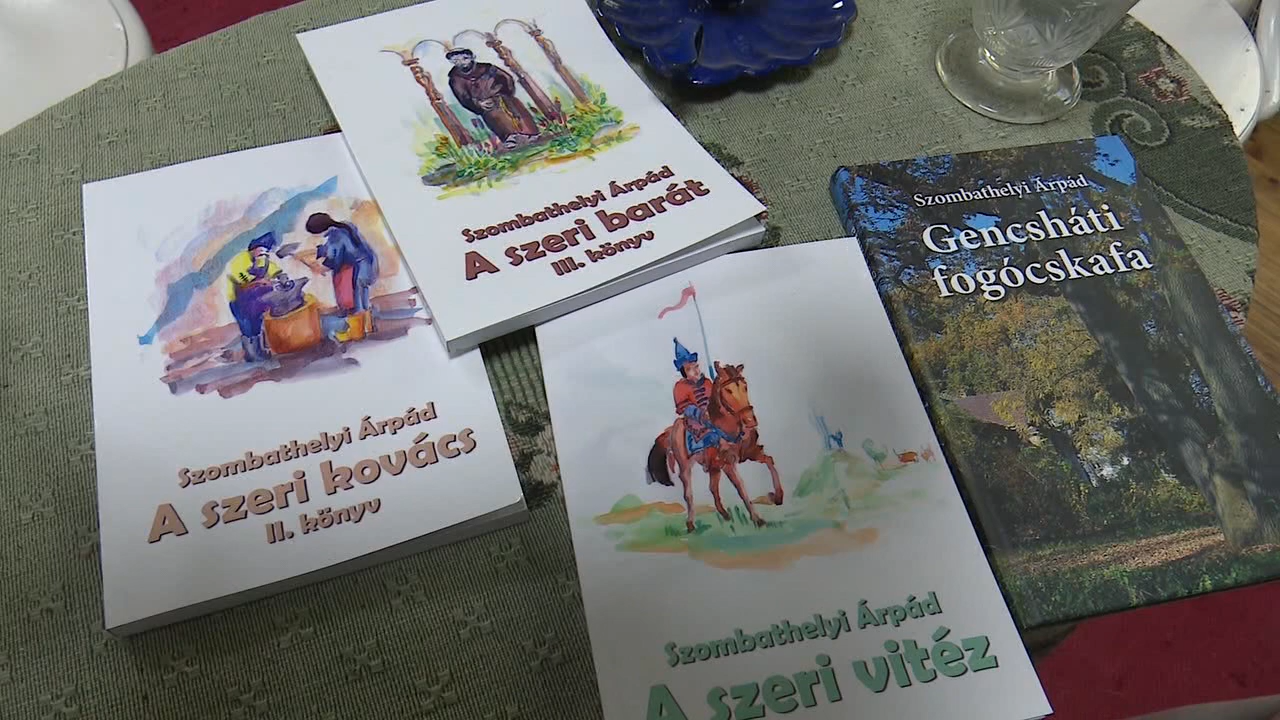 Szombathelyi Árpád
A szeri barát
III. könyv
Szombathelyi Árpád
Gencsháti
fogócskafa
Szombathelyi Árpád
A szeri kovács
II. könyv
Szombathelyi Árpád
A szeri vitéz